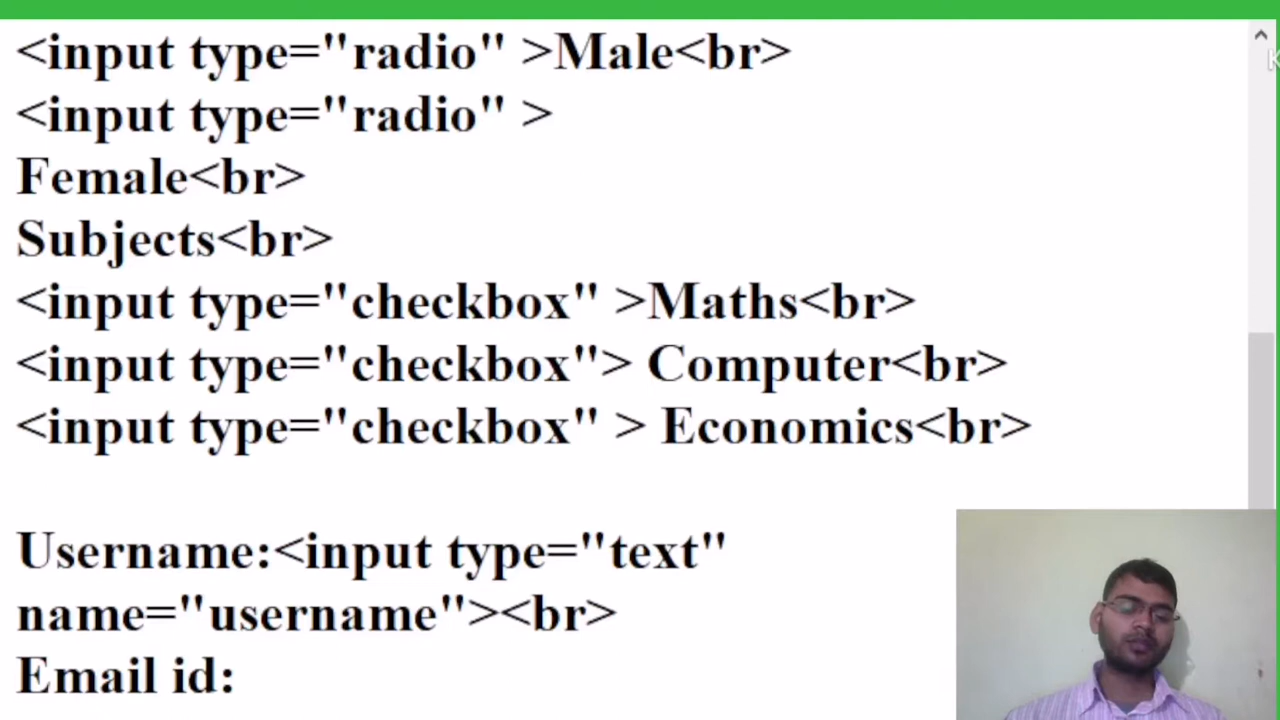 <input type="radio" >Male<br>
<input type="radio" >
Female<br>
Subjects<br>
<input type="checkbox" >Maths<br>
<input type="checkbox"> Computer<br>
<input type="checkbox" > Economics<br>
Username:<input type="text"
name="username"><br>
Email id: